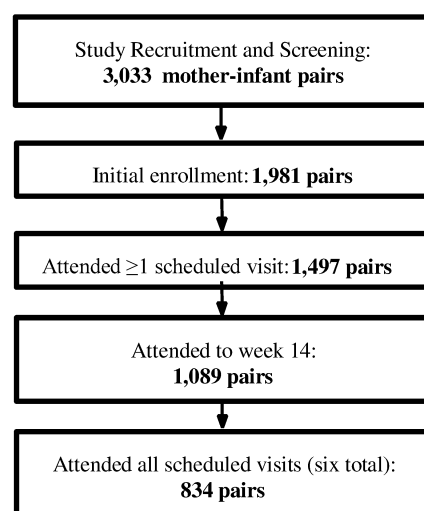 Study Recruitment and Screening:
3,033 mother-infant pairs
Initial enrollment: 1,981 pairs
Attended ≥1 scheduled visit: 1,497 pairs
Attended to week 14:
1,089 pairs
Attended all scheduled visits (six total):
834 pairs